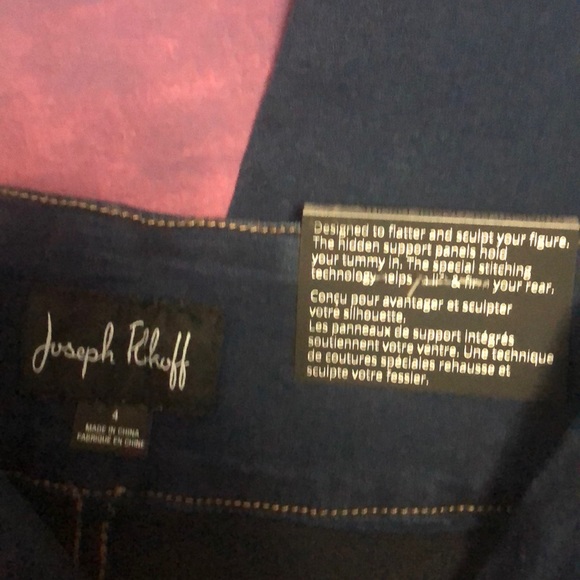 Joseph Ribkoff
4
MADE IN CHINA
FABRIQUÉ EN CHINE
Designed to flatter and sculpt your figure.
The hidden support panels hold
your tummy in. The special stitching
technology helps & firm your rear.
Conçu pour avantager et sculpter
votre silhouette.
Les panneaux de support intégrés
soutiennent votre ventre. Une technique
de coutures spéciales rehausse et
sculpte votre fessier.